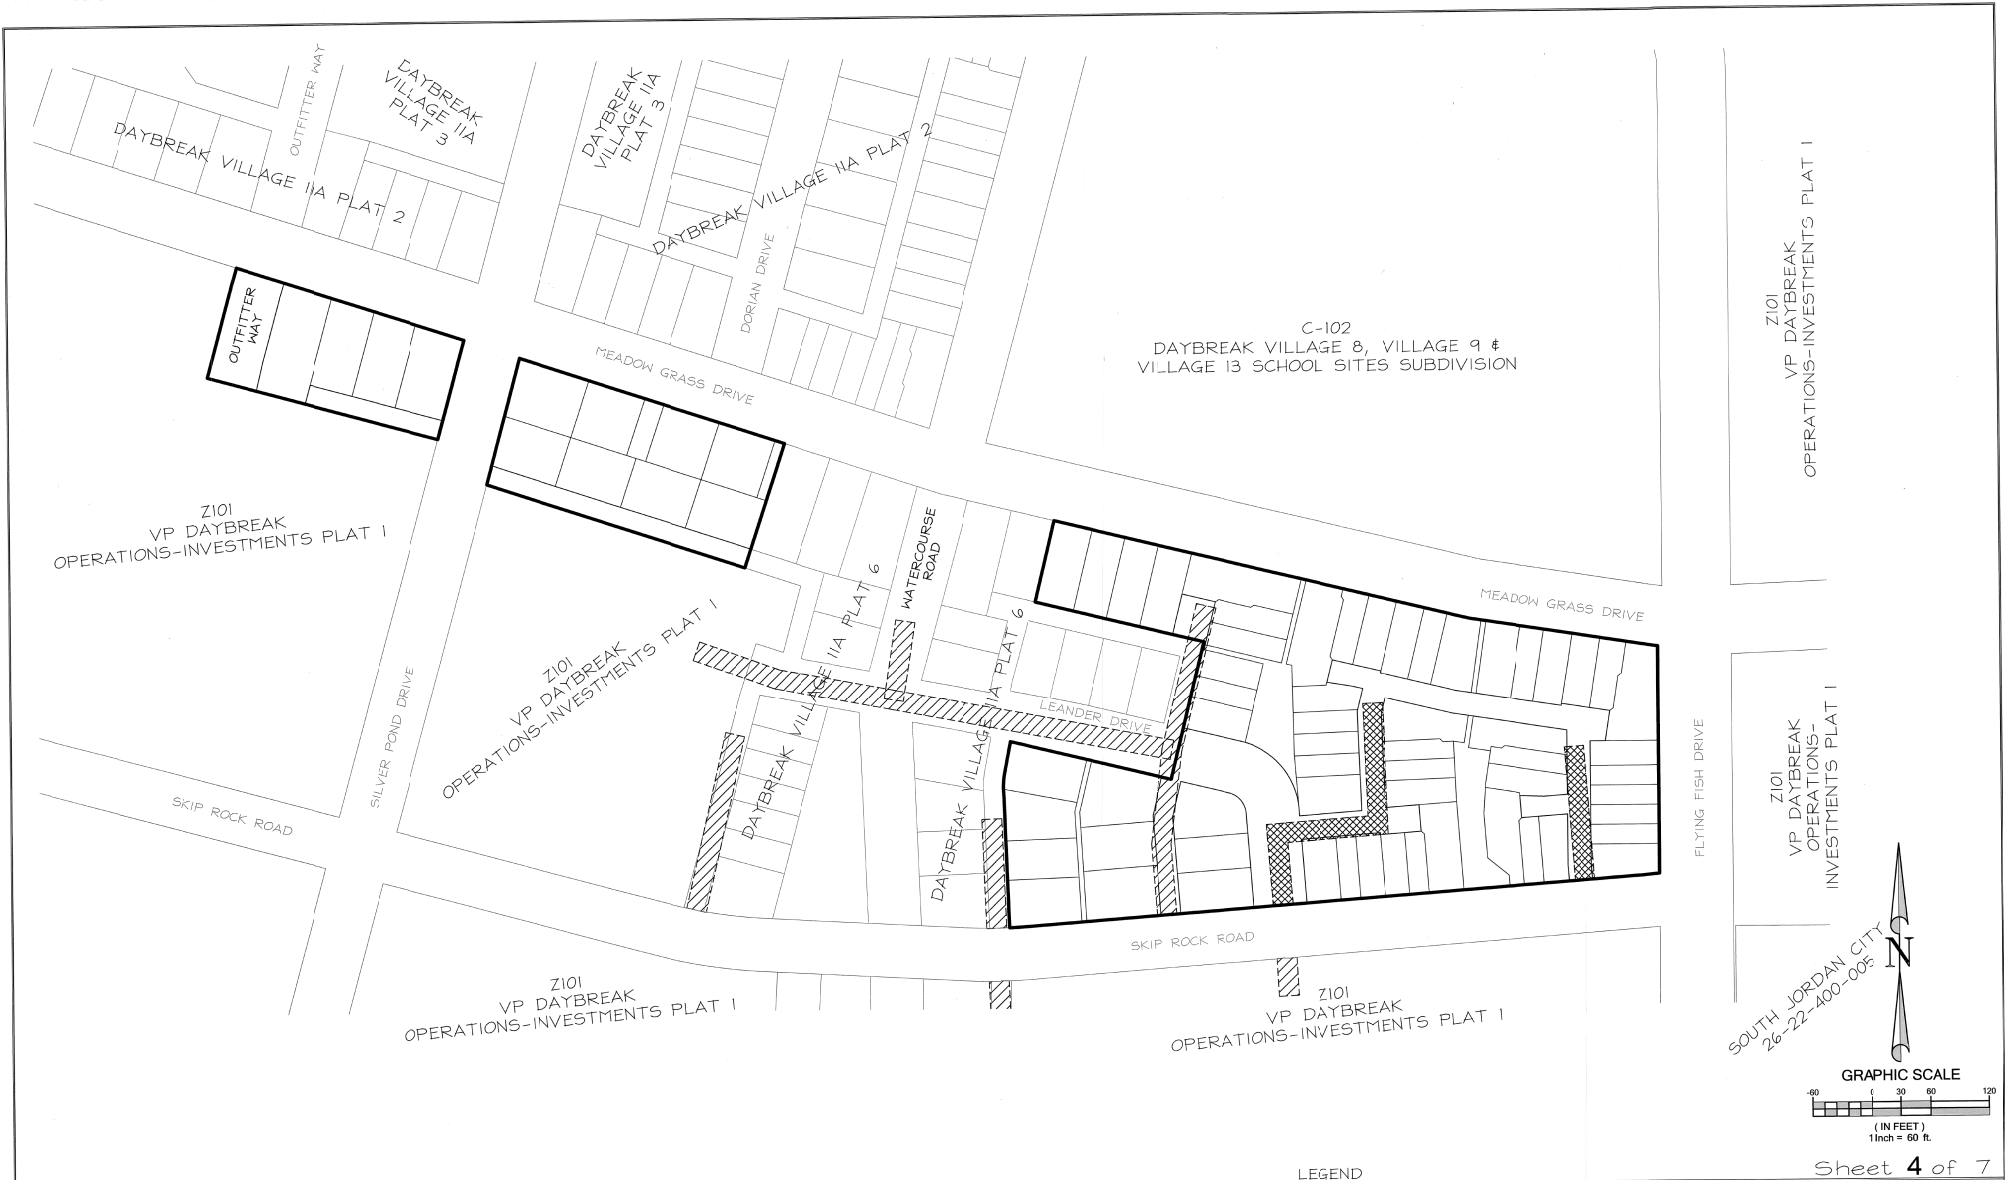 OUTFITTER WAY
DAYBREAK
VILLAGE 11A
PLAT 3
DAYBREAK
VILLAGE 11A
PLAT 3
DAYBREAK VILLAGE 11A PLAT 2
DAYBREAK VILLAGE 11A PLAT 2
DORIAN DRIVE
Z101
VP DAYBREAK
OPERATIONS-INVESTMENTS PLAT 1
OUTFITTER
WAY
MEADOW GRASS DRIVE
C-102
DAYBREAK VILLAGE 8, VILLAGE 9 &
VILLAGE 13 SCHOOL SITES SUBDIVISION
Z101
VP DAYBREAK
OPERATIONS-INVESTMENTS PLAT 1
WATERCOURSE
ROAD
MEADOW GRASS DRIVE
Z101
VP DAYBREAK
OPERATIONS-INVESTMENTS PLAT 1
DAYBREAK VILLAGE 11A PLAT 6
DAYBREAK VILLAGE 11A PLAT 6
LEANDER DRIVE
SILVER POND DRIVE
SKIP ROCK ROAD
FLYING FISH DRIVE
Z101
VP DAYBREAK
OPERATIONS-
INVESTMENTS PLAT 1
SKIP ROCK ROAD
Z101
VP DAYBREAK
OPERATIONS-INVESTMENTS PLAT 1
Z101
VP DAYBREAK
OPERATIONS-INVESTMENTS PLAT 1
SOUTH JORDAN CITY
26-22-400-005
N
GRAPHIC SCALE
-60 0 30 60 120
( IN FEET )
1 Inch = 60 ft.
LEGEND
Sheet 4 of 7